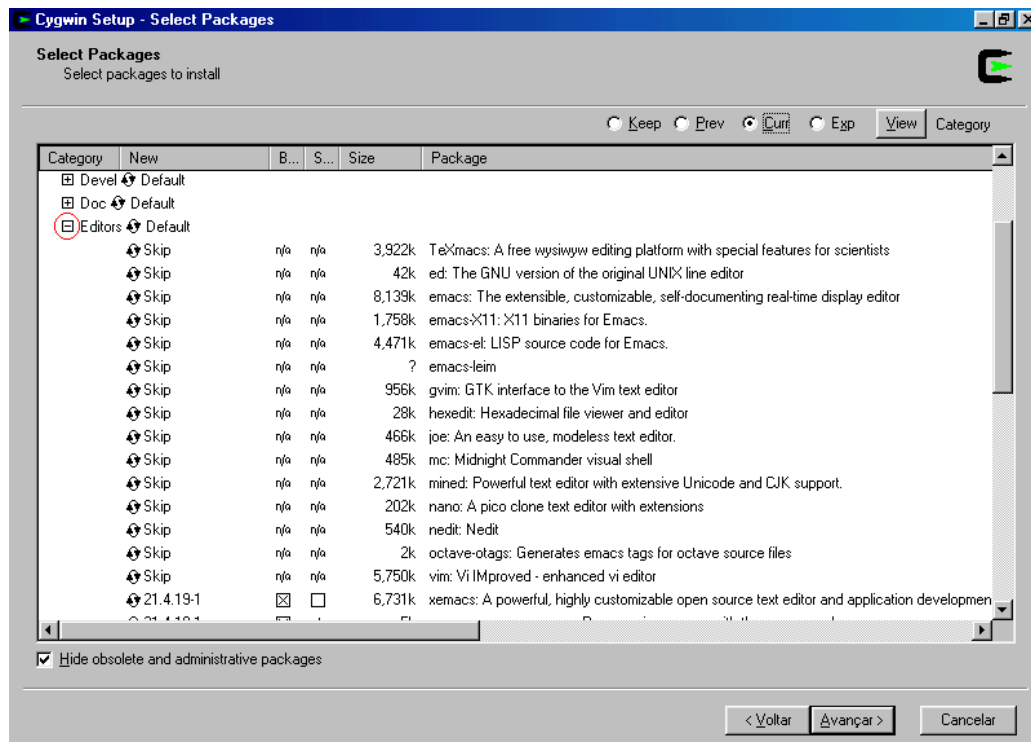 Cygwin Setup - Select Packages
Select Packages
Select packages to install
Keep Prev Curr Exp View Category
Category New B... S... Size Package
Devel Default
Doc Default
Editors Default
Skip n/a n/a 3,922k TeXmacs: A free wysiwyw editing platform with special features for scientists
Skip n/a n/a 42k ed: The GNU version of the original UNIX line editor
Skip n/a n/a 8,139k emacs: The extensible, customizable, self-documenting real-time display editor
Skip n/a n/a 1,758k emacs-X11: X11 binaries for Emacs.
Skip n/a n/a 4,471k emacs-el: LISP source code for Emacs.
Skip n/a n/a ? emacs-leim
Skip n/a n/a 956k gvim: GTK interface to the Vim text editor
Skip n/a n/a 28k hexedit: Hexadecimal file viewer and editor
Skip n/a n/a 466k joe: An easy to use, modeless text editor.
Skip n/a n/a 485k mc: Midnight Commander visual shell
Skip n/a n/a 2,721k mined: Powerful text editor with extensive Unicode and CJK support.
Skip n/a n/a 202k nano: A pico clone text editor with extensions
Skip n/a n/a 540k nedit: Nedit
Skip n/a n/a 2k octave-otags: Generates emacs tags for octave source files
Skip n/a n/a 5,750k vim: Vi IMproved - enhanced vi editor
21.4.19-1 6,731k xemacs: A powerful, highly customizable open source text editor and application developmen
Hide obsolete and administrative packages
< Voltar Avançar > Cancelar